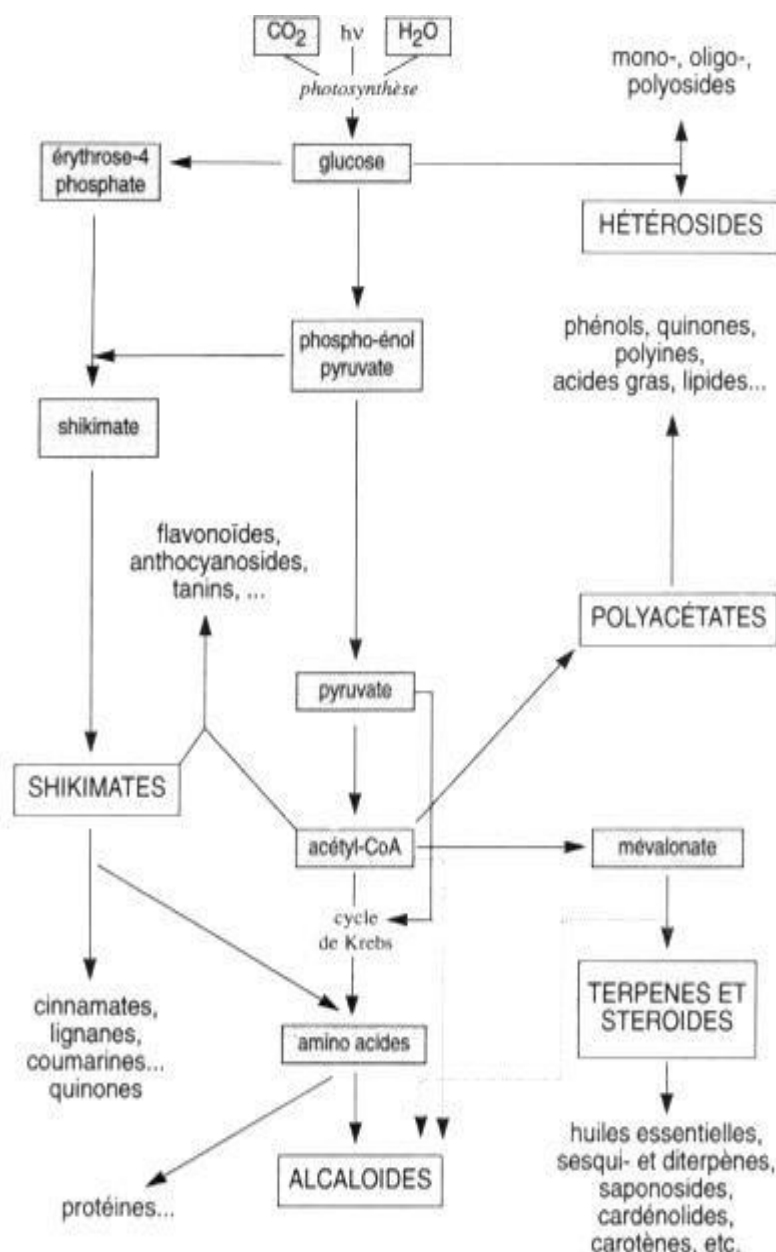 CO2
hν
H2O
photosynthèse
mono-, oligo-,
polyosides
érythrose-4
phosphate
glucose
HÉTÉROSIDES
phospho-énol
pyruvate
phénols, quinones,
polyines,
acides gras, lipides...
shikimate
flavonoïdes,
anthocyanosides,
tanins, ...
POLYACÉTATES
pyruvate
SHIKIMATES
acétyl-CoA
mévalonate
cycle
de Krebs
TERPENES ET
STEROIDES
cinnamates,
lignanes,
coumarines...
quinones
amino acides
huiles essentielles,
sesqui- et diterpènes,
saponosides,
cardénolides,
carotènes, etc.
ALCALOIDES
protéines...